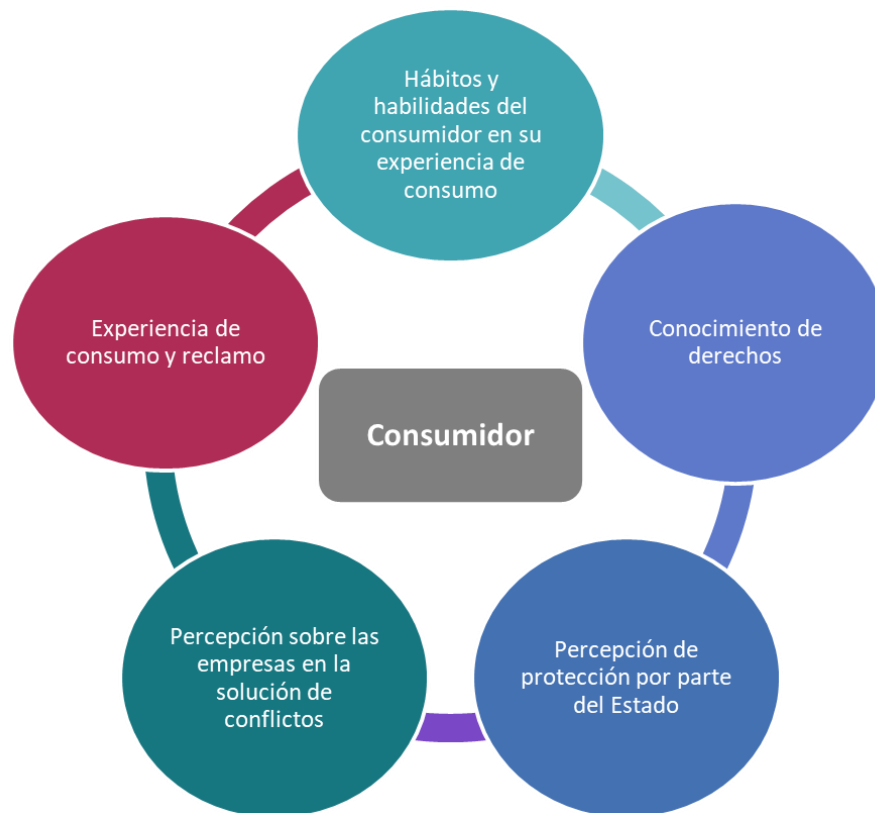 Hábitos y
habilidades del
consumidor en su
experiencia de
consumo
Conocimiento de
derechos
Percepción de
protección por parte
del Estado
Percepción sobre las
empresas en la
solución de
conflictos
Experiencia de
consumo y reclamo
Consumidor